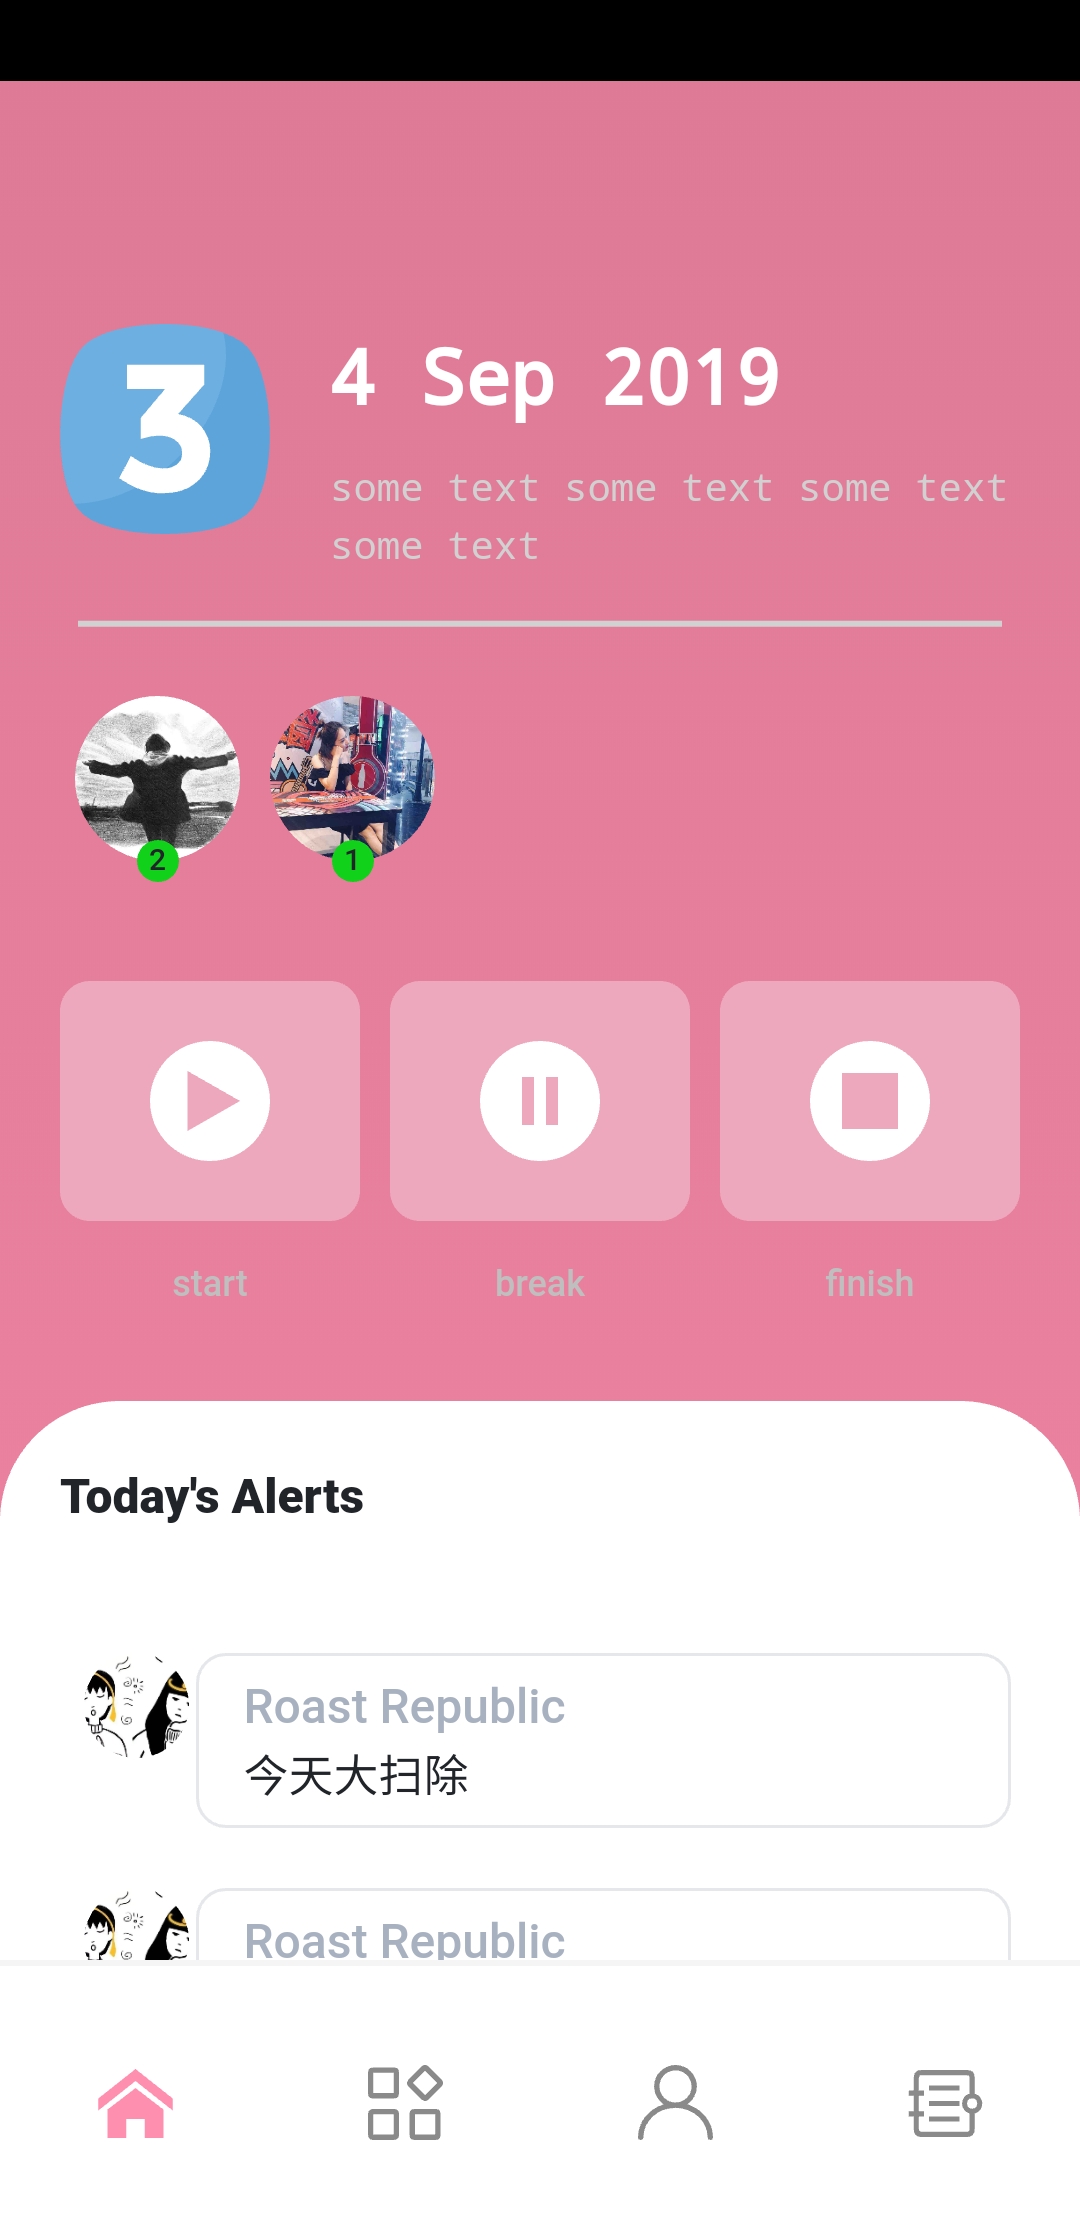 3
4 Sep 2019
some text some text some text
some text
2
1
start
break
finish
Today's Alerts
Roast Republic
今天大扫除
Roast Republic